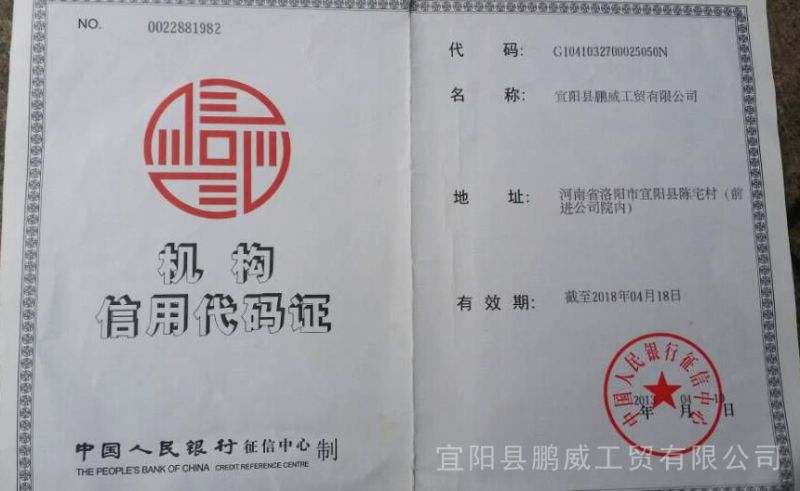 NO. 0022881982
机构
信用代码证
中国人民银行征信中心制
THE PEOPLE'S BANK OF CHINA CREDIT REFERENCE CENTRE
代 码: G1041032700025050N
名 称: 宜阳县鹏威工贸有限公司
地 址: 河南省洛阳市宜阳县陈宅村(前
进公司院内)
有效期: 截至2018年04月18日
中国人民银行征信中心
2013 04 19
年 月 日
宜阳县鹏威工贸有限公司